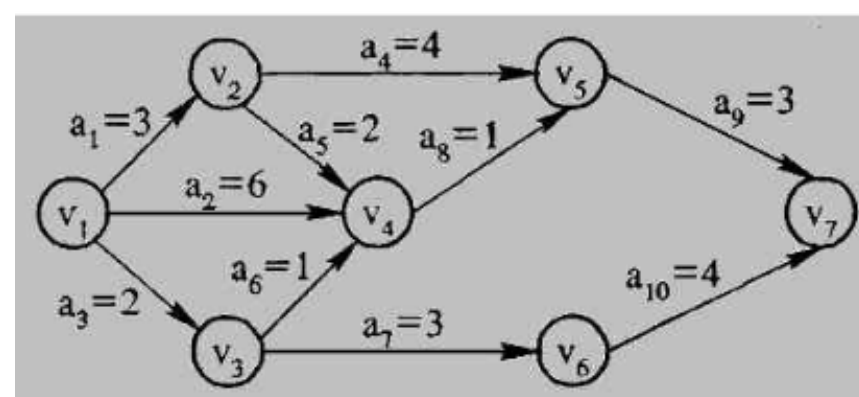 a₄=4
v₂
v₅
a₁=3
a₅=2
a₈=1
a₉=3
a₂=6
v₁
v₄
v₇
a₃=2
a₆=1
a₁₀=4
a₇=3
v₃
v₆